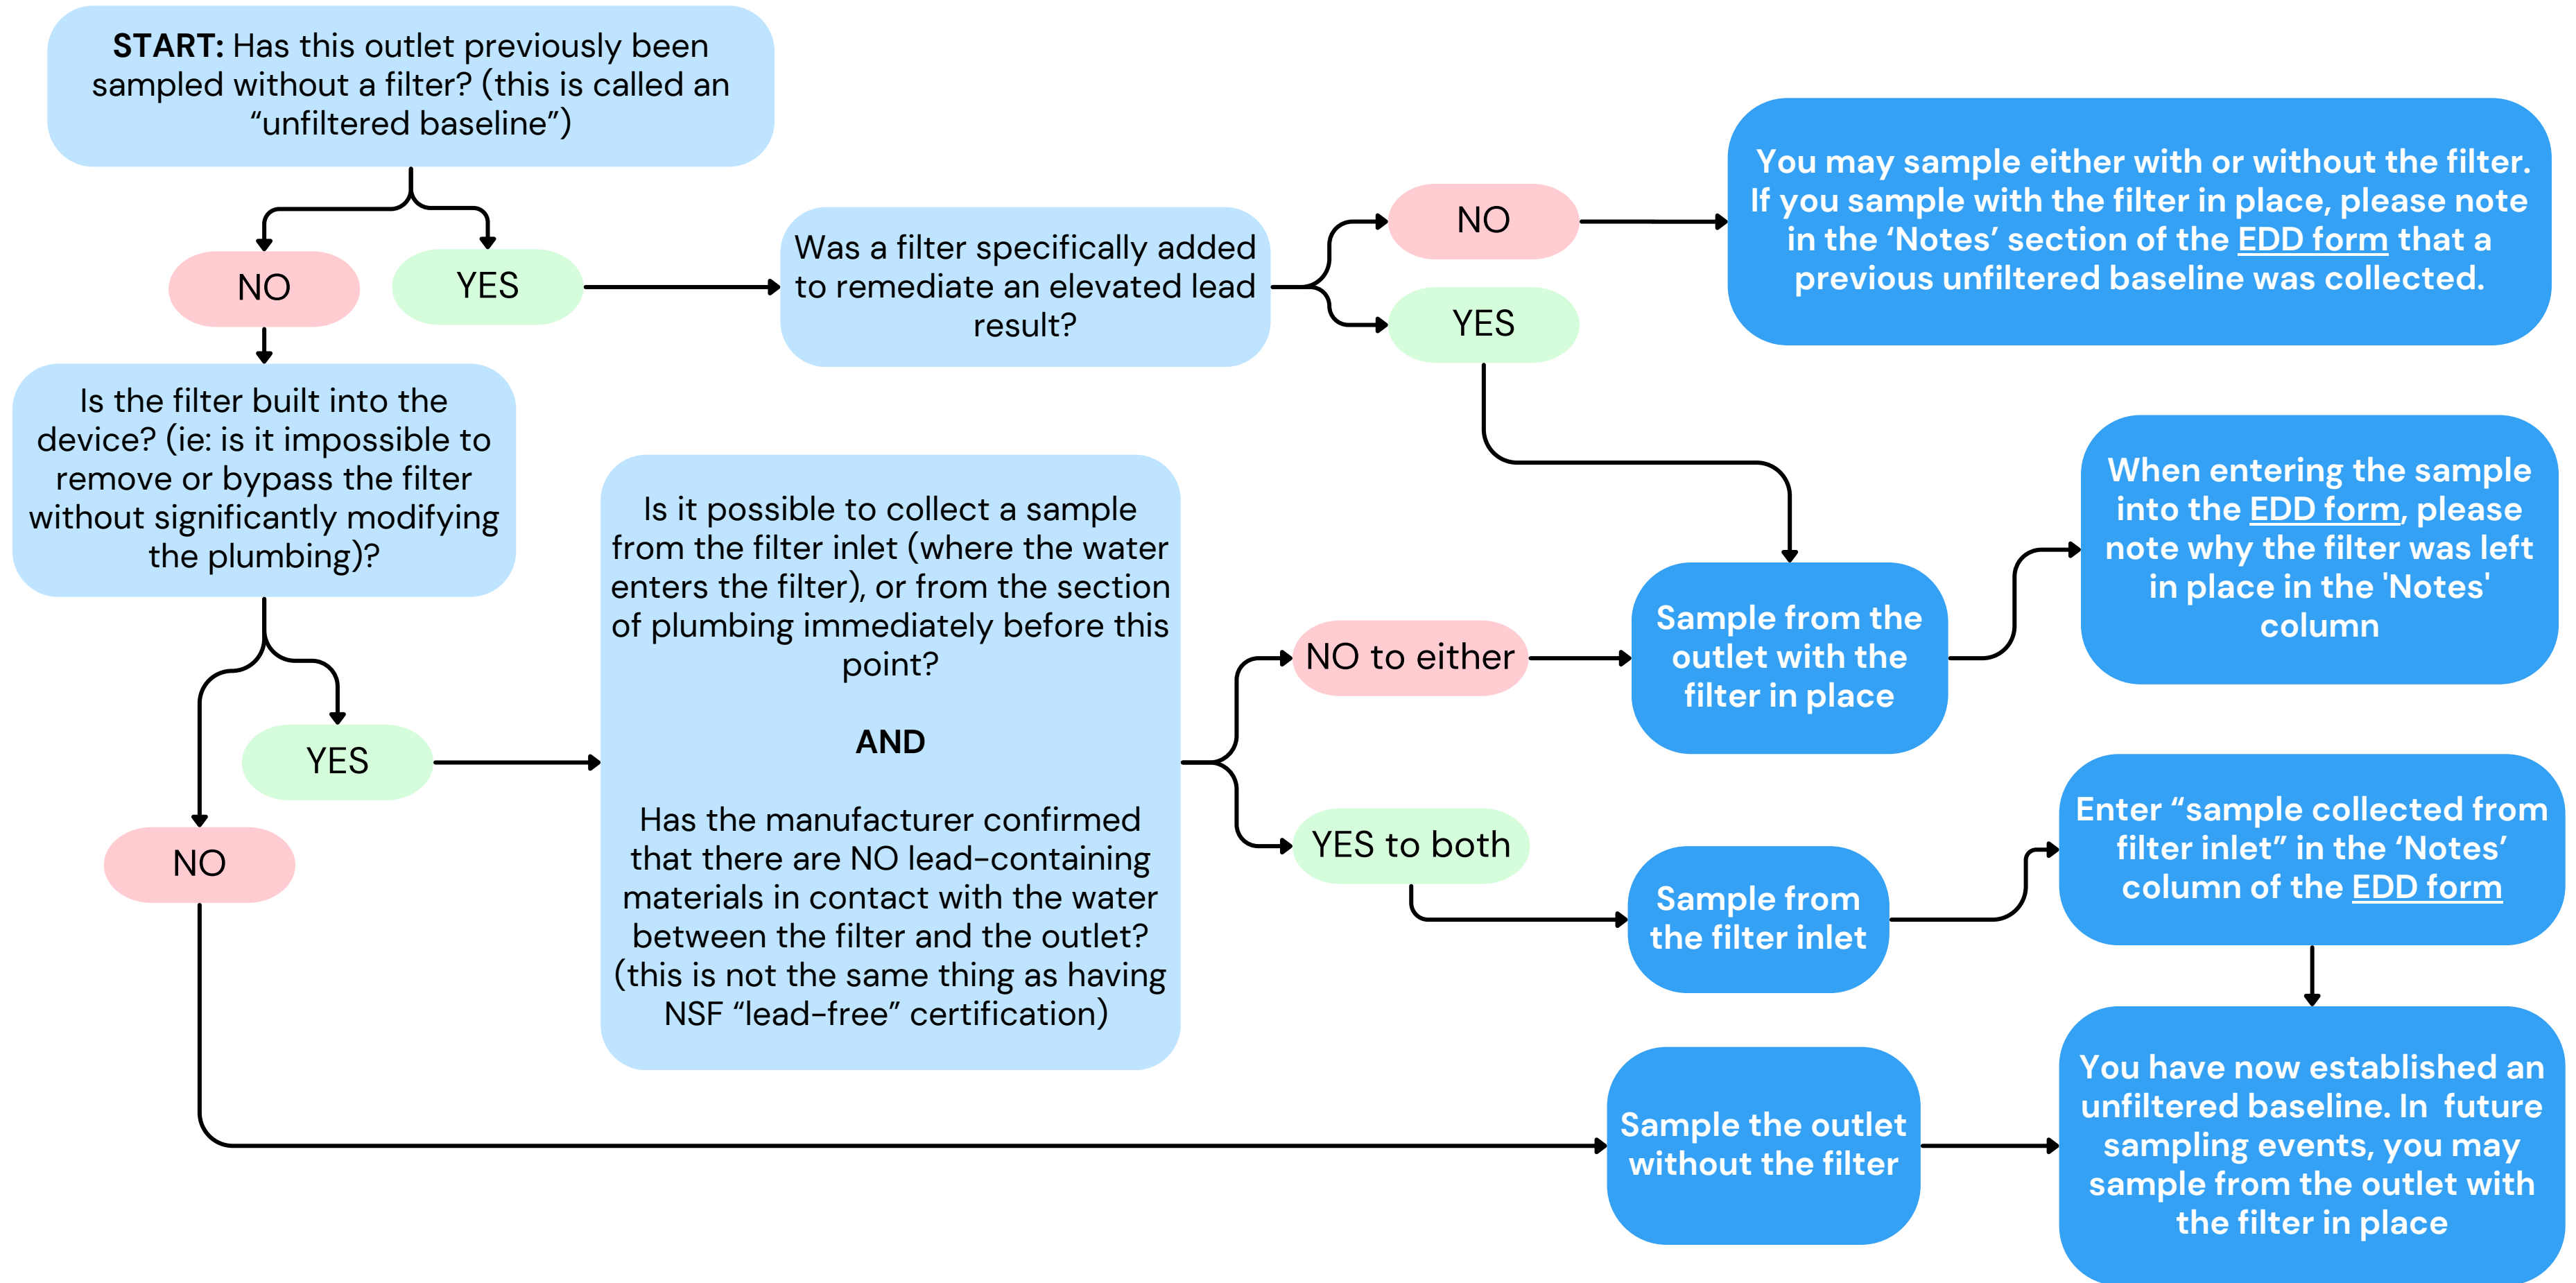 START: Has this outlet previously been
sampled without a filter? (this is called an
“unfiltered baseline”)
NO
YES
Was a filter specifically added
to remediate an elevated lead
result?
NO
YES
You may sample either with or without the filter.
If you sample with the filter in place, please note
in the ‘Notes’ section of the EDD form that a
previous unfiltered baseline was collected.
Is the filter built into the
device? (ie: is it impossible to
remove or bypass the filter
without significantly modifying
the plumbing)?
YES
NO
Is it possible to collect a sample
from the filter inlet (where the water
enters the filter), or from the section
of plumbing immediately before this
point?
AND
Has the manufacturer confirmed
that there are NO lead-containing
materials in contact with the water
between the filter and the outlet?
(this is not the same thing as having
NSF “lead-free” certification)
NO to either
YES to both
Sample from the
outlet with the
filter in place
When entering the sample
into the EDD form, please
note why the filter was left
in place in the 'Notes'
column
Sample from
the filter inlet
Enter “sample collected from
filter inlet” in the ‘Notes’
column of the EDD form
Sample the outlet
without the filter
You have now established an
unfiltered baseline. In  future
sampling events, you may
sample from the outlet with
the filter in place